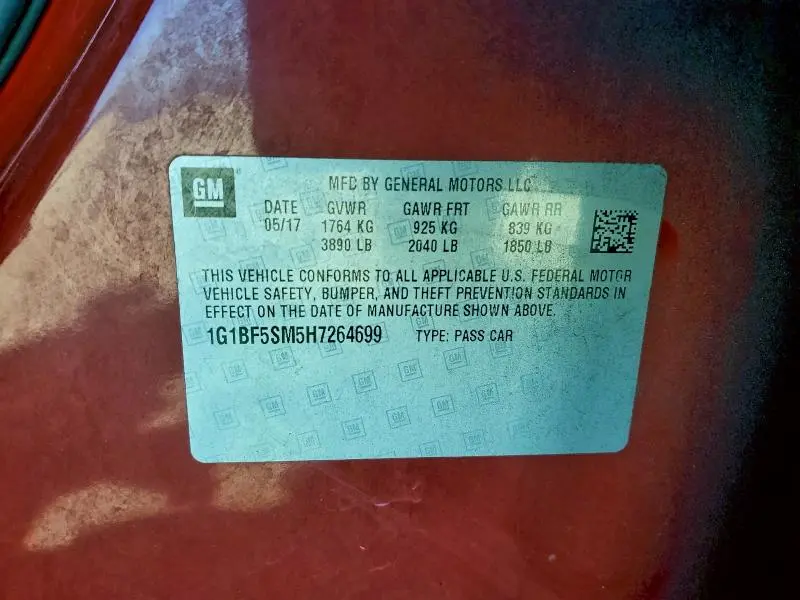 GM
MFD BY GENERAL MOTORS LLC
DATE GVWR GAWR FRT GAWR RR
05/17 1764 KG 925 KG 839 KG
3890 LB 2040 LB 1850 LB
THIS VEHICLE CONFORMS TO ALL APPLICABLE U.S. FEDERAL MOTOR
VEHICLE SAFETY, BUMPER, AND THEFT PREVENTION STANDARDS IN
EFFECT ON THE DATE OF MANUFACTURE SHOWN ABOVE.
1G1BF5SM5H7264699 TYPE: PASS CAR